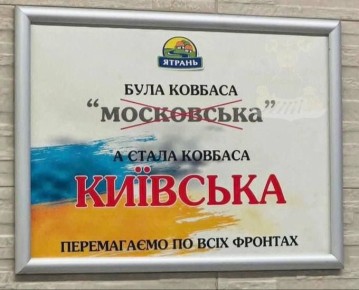 ЯТРАНЬ
БУЛА КОВБАСА
“МОСКОВСЬКА”
А СТАЛА КОВБАСА
КИЇВСЬКА
ПЕРЕМАГАЄМО ПО ВСІХ ФРОНТАХ